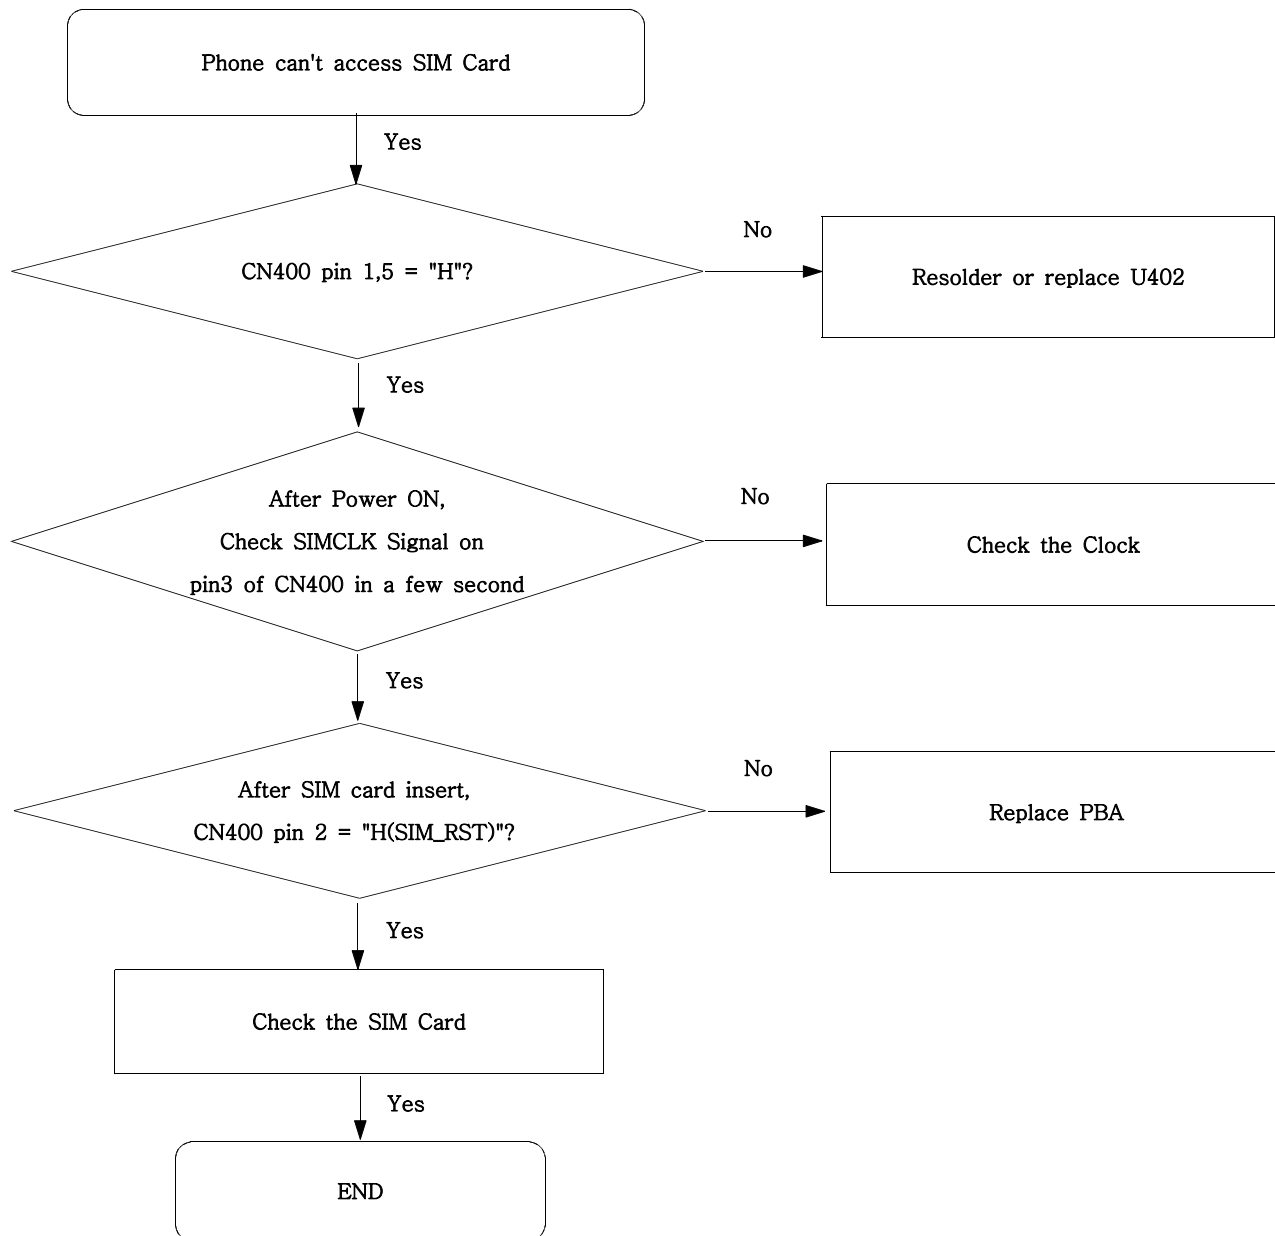 Phone can't access SIM Card
Yes
CN400 pin 1,5 = "H"?
No
Resolder or replace U402
Yes
After Power ON,
Check SIMCLK Signal on
pin3 of CN400 in a few second
No
Check the Clock
Yes
After SIM card insert,
CN400 pin 2 = "H(SIM_RST)"?
No
Replace PBA
Yes
Check the SIM Card
Yes
END